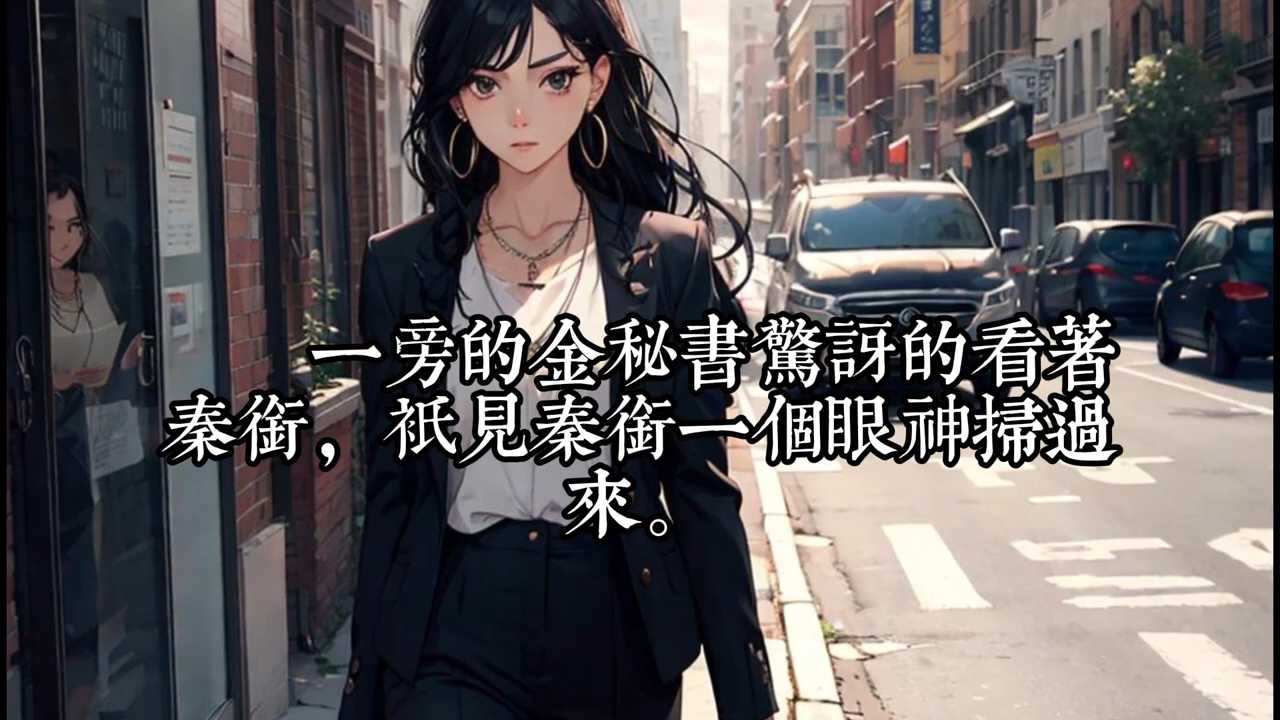 一旁的金秘書驚訝的看著
秦銜，祇見秦銜一個眼神掃過
來。